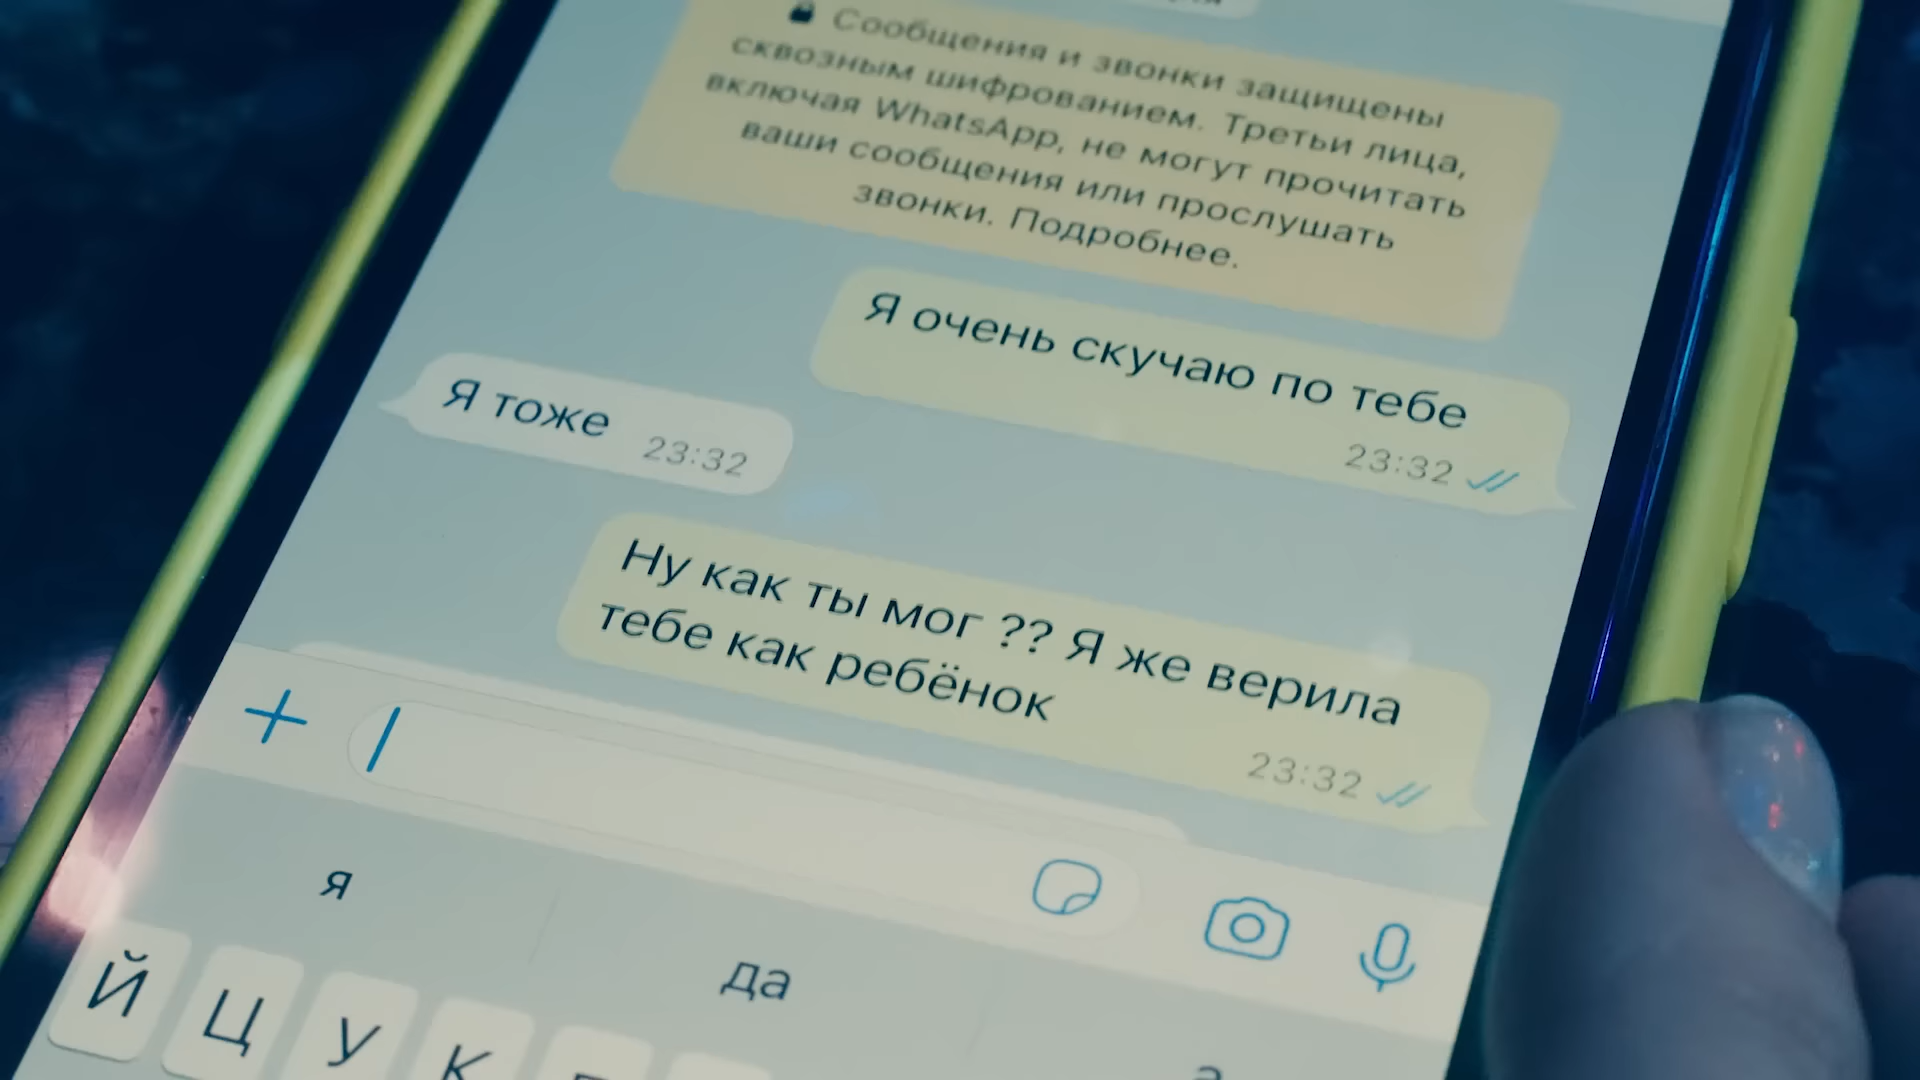 Сообщения и звонки защищены
сквозным шифрованием. Третьи лица,
включая WhatsApp, не могут прочитать
ваши сообщения или прослушать
звонки. Подробнее.
Я очень скучаю по тебе
23:32
Я тоже
23:32
Ну как ты мог ?? Я же верила
тебе как ребёнок
23:32
я
да
а
Й Ц У К